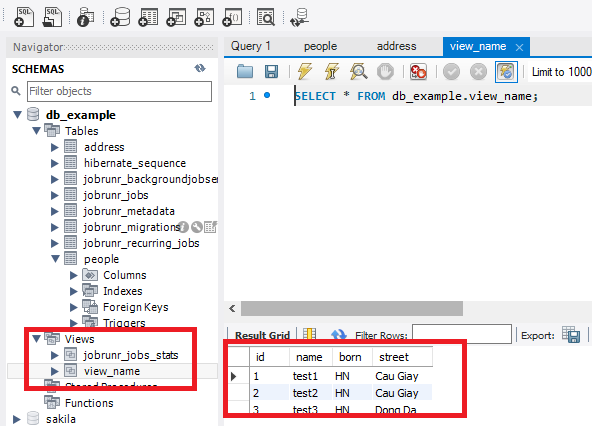 Navigator
SCHEMAS
Filter objects
db_example
Tables
address
hibernate_sequence
jobrunr_backgroundjobser
jobrunr_jobs
jobrunr_metadata
jobrunr_migrations
jobrunr_recurring_jobs
people
Columns
Indexes
Foreign Keys
Triggers
Views
jobrunr_jobs_stats
view_name
Stored Procedures
Functions
sakila
Query 1 people address view_name
Limit to 1000
1 SELECT * FROM db_example.view_name;
Result Grid Filter Rows: Export:
id name born street
1 test1 HN Cau Giay
2 test2 HN Cau Giay
3 test3 HN Dong Da